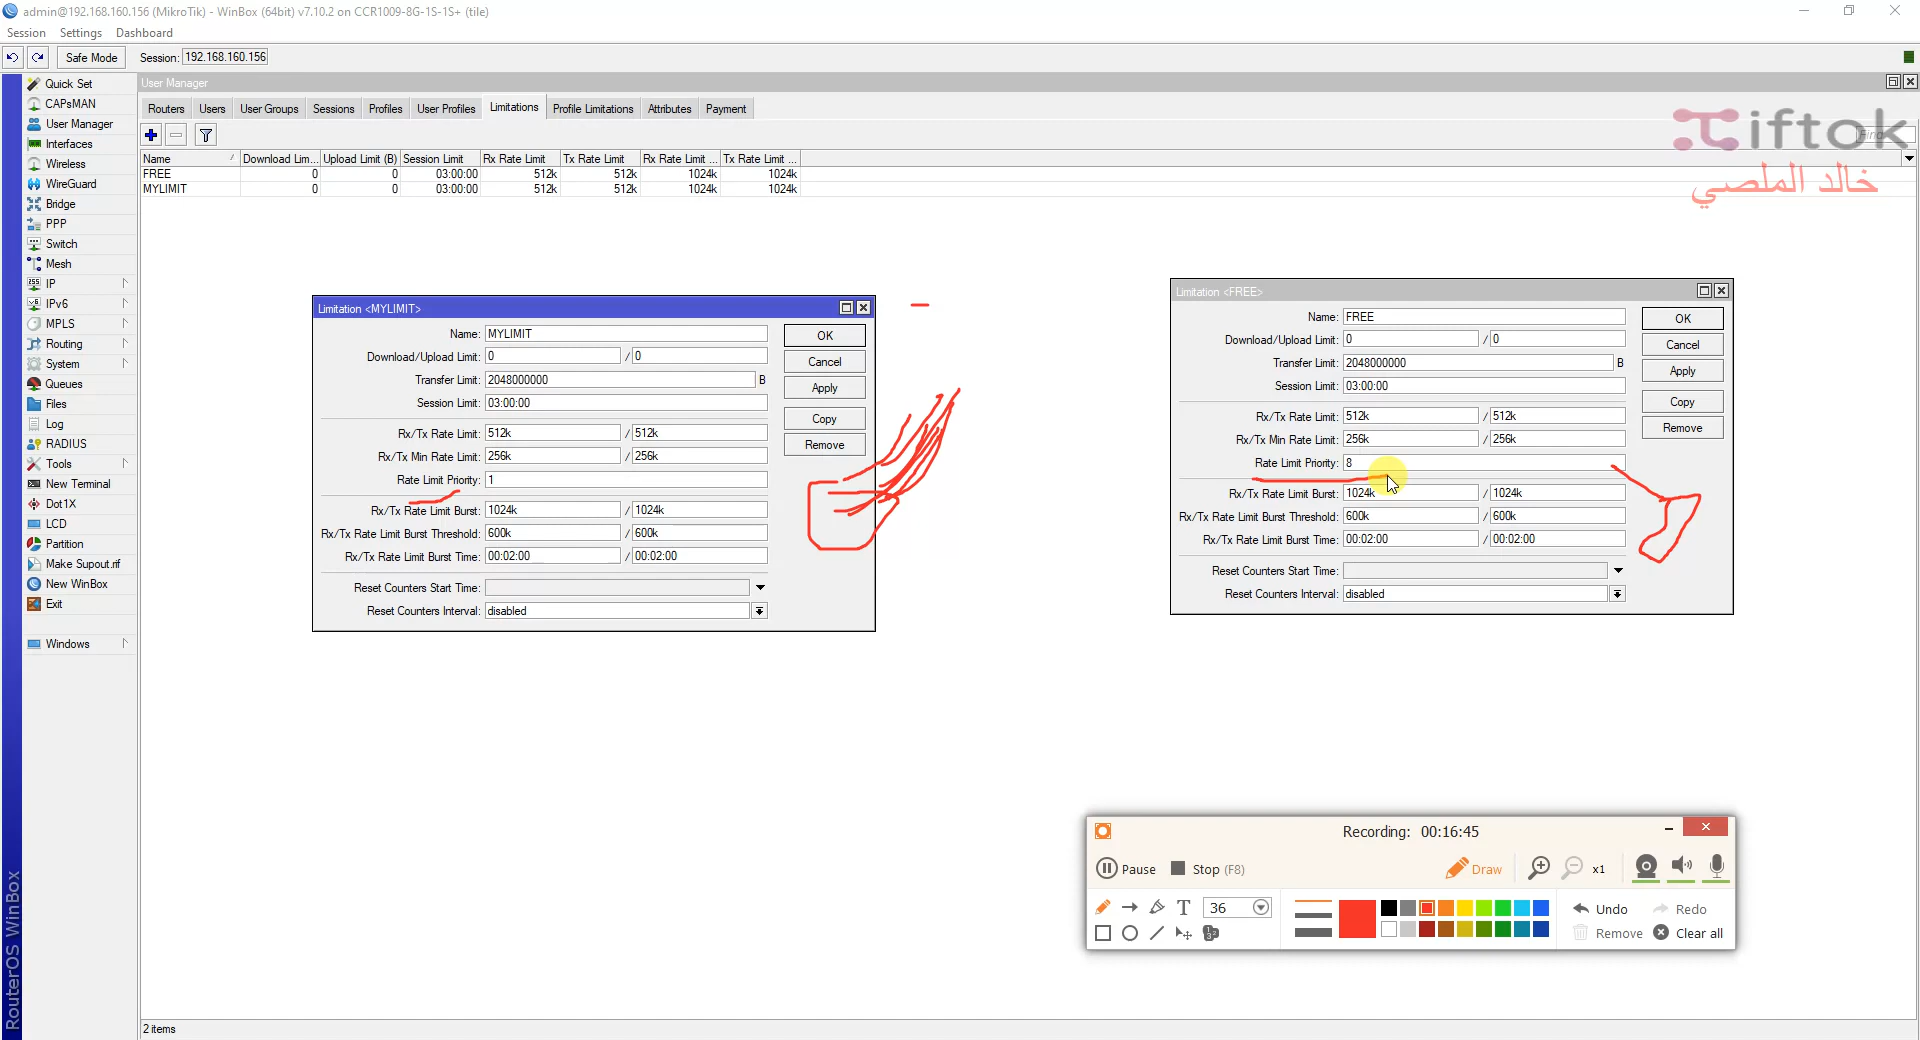 admin@192.168.160.156 (MikroTik) - WinBox (64bit) v7.10.2 on CCR1009-8G-1S-1S+ (tile)
Session Settings Dashboard
Safe Mode Session: 192.168.160.156
Quick Set
CAPsMAN
User Manager
Interfaces
Wireless
WireGuard
Bridge
PPP
Switch
Mesh
IP
IPv6
MPLS
Routing
System
Queues
Files
Log
RADIUS
Tools
New Terminal
Dot1X
LCD
Partition
Make Supout.rif
New WinBox
Exit
Windows
RouterOS WinBox
User Manager
Routers Users User Groups Sessions Profiles User Profiles Limitations Profile Limitations Attributes Payment
Find
iftok
خالد الملصي
Name Download Lim... Upload Limit (B) Session Limit Rx Rate Limit Tx Rate Limit Rx Rate Limit ... Tx Rate Limit ...
FREE 0 0 03:00:00 512k 512k 1024k 1024k
MYLIMIT 0 0 03:00:00 512k 512k 1024k 1024k
Limitation <MYLIMIT>
Name: MYLIMIT
Download/Upload Limit: 0 / 0
Transfer Limit: 2048000000 B
Session Limit: 03:00:00
Rx/Tx Rate Limit: 512k / 512k
Rx/Tx Min Rate Limit: 256k / 256k
Rate Limit Priority: 1
Rx/Tx Rate Limit Burst: 1024k / 1024k
Rx/Tx Rate Limit Burst Threshold: 600k / 600k
Rx/Tx Rate Limit Burst Time: 00:02:00 / 00:02:00
Reset Counters Start Time:
Reset Counters Interval: disabled
OK
Cancel
Apply
Copy
Remove
Limitation <FREE>
Name: FREE
Download/Upload Limit: 0 / 0
Transfer Limit: 2048000000 B
Session Limit: 03:00:00
Rx/Tx Rate Limit: 512k / 512k
Rx/Tx Min Rate Limit: 256k / 256k
Rate Limit Priority: 8
Rx/Tx Rate Limit Burst: 1024k / 1024k
Rx/Tx Rate Limit Burst Threshold: 600k / 600k
Rx/Tx Rate Limit Burst Time: 00:02:00 / 00:02:00
Reset Counters Start Time:
Reset Counters Interval: disabled
OK
Cancel
Apply
Copy
Remove
Recording: 00:16:45
Pause Stop (F8) Draw x1
36 Undo Redo
Remove Clear all
2 items